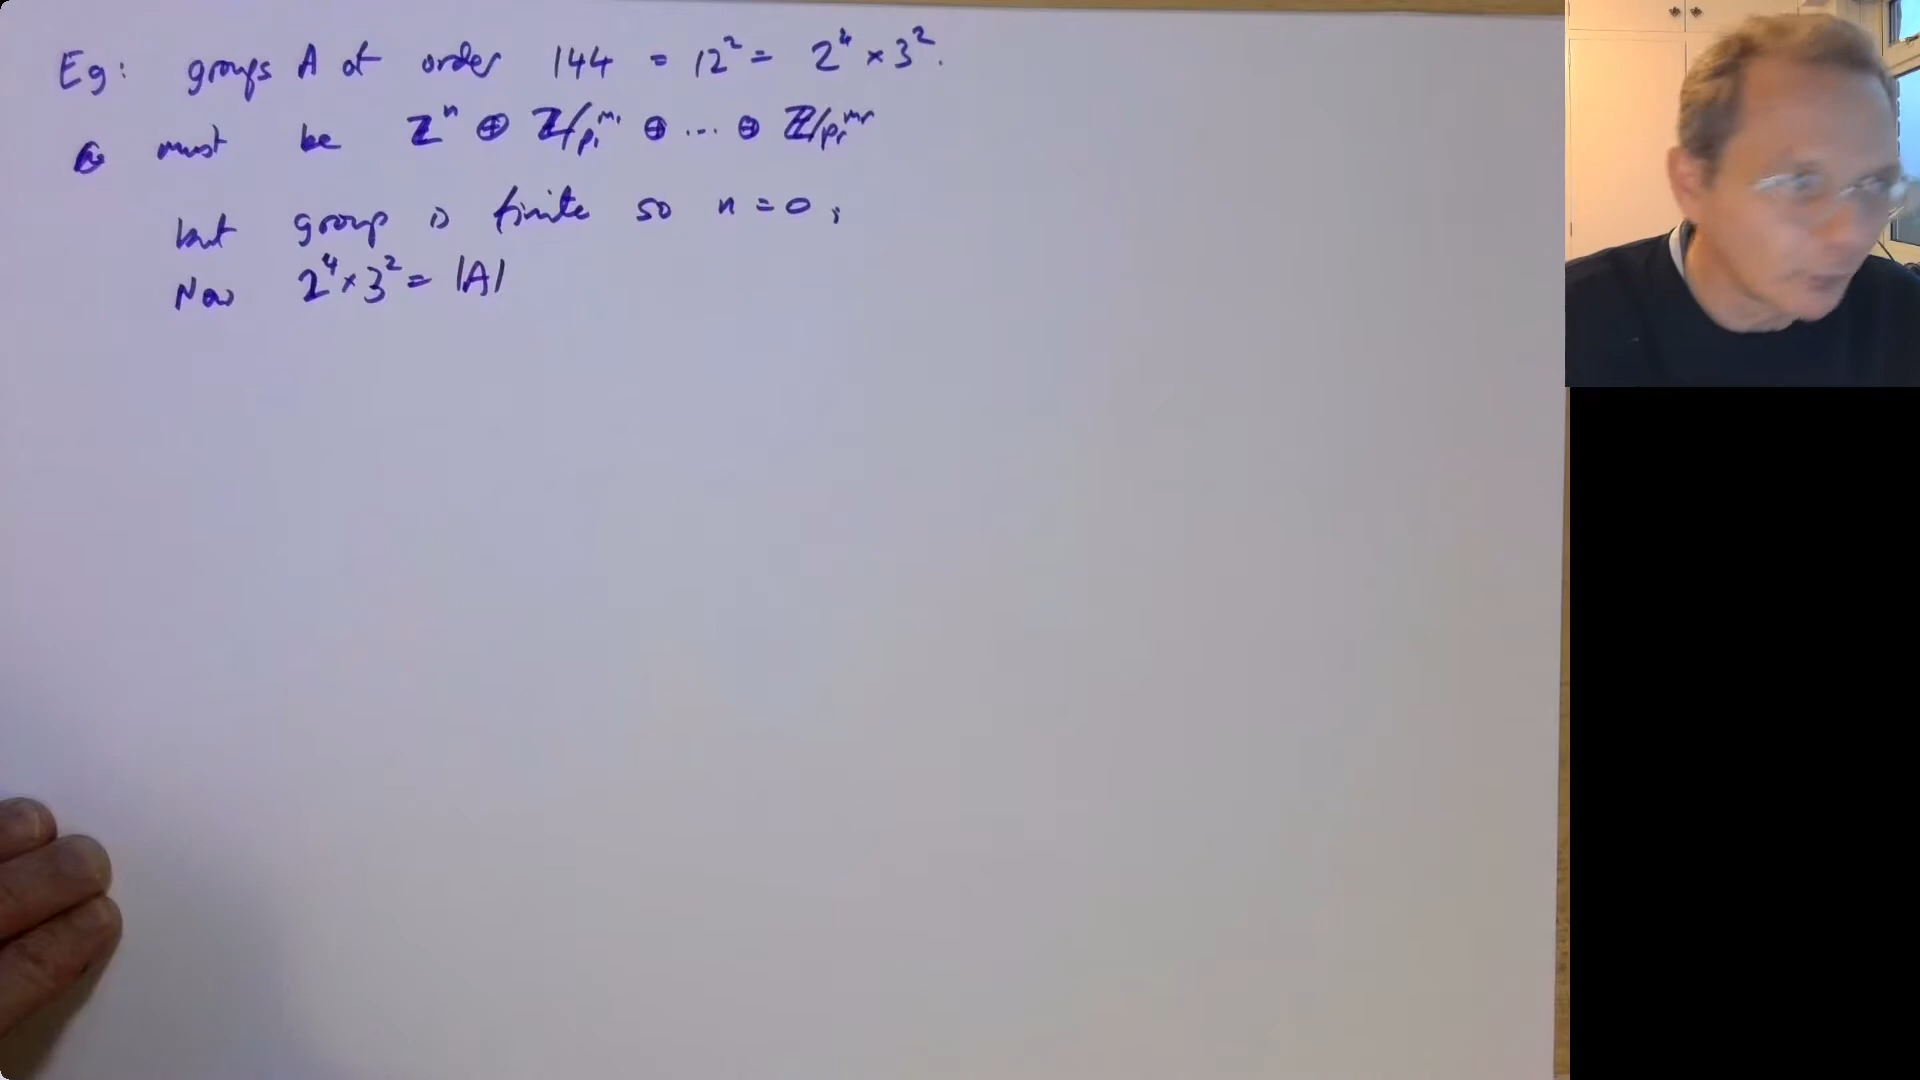 Eg: groups A of order 144 = 12² = 2⁴ × 3².
must be ℤⁿ ⊕ ℤ/p₁^m₁ ⊕ ... ⊕ ℤ/pᵣ^mᵣ
but group is finite so n = 0,
Now 2⁴ × 3² = |A|